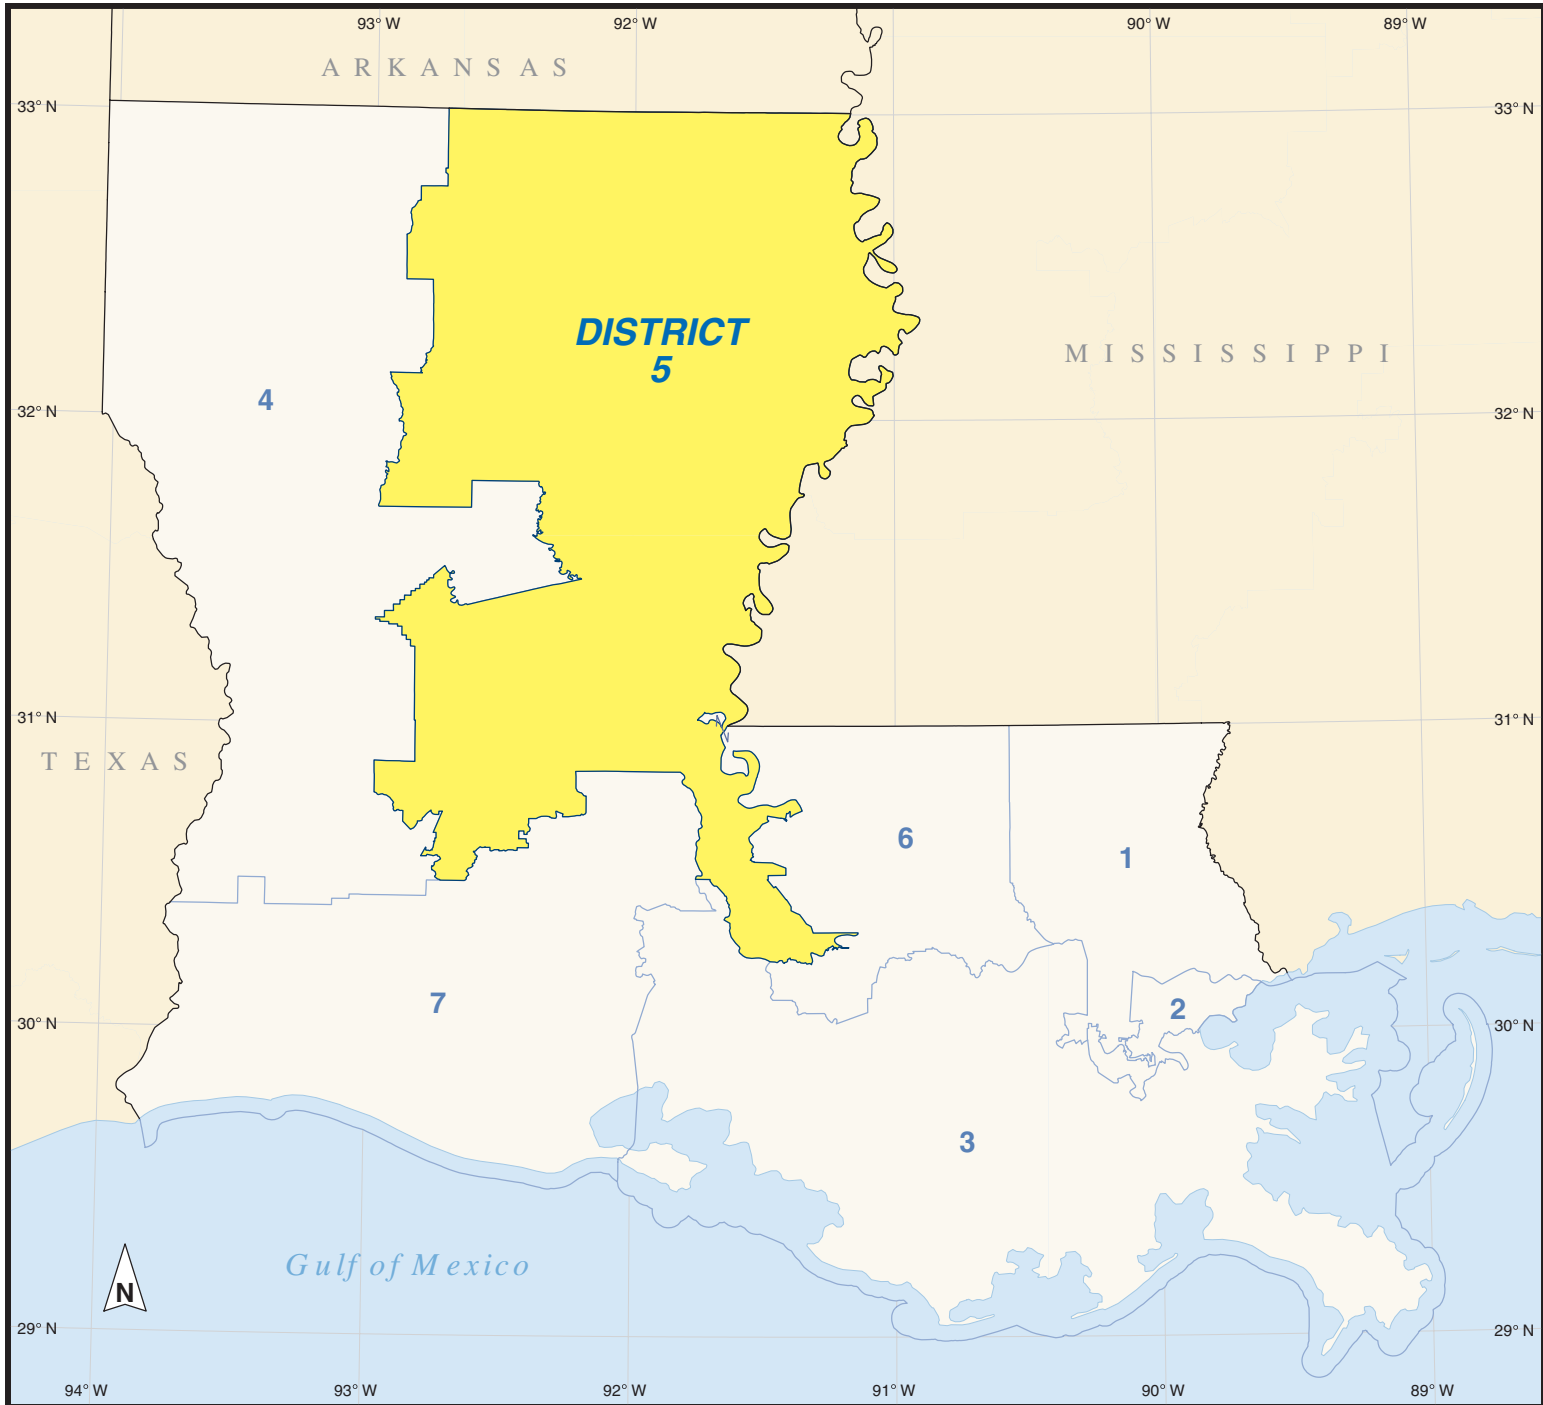 93° W 92° W 90° W 89° W
ARKANSAS
33° N 33° N
DISTRICT
5
MISSISSIPPI
4
32° N 32° N
31° N 31° N
TEXAS
6
1
7
2
30° N 30° N
3
Gulf of Mexico
N
29° N 29° N
94° W 93° W 92° W 91° W 90° W 89° W